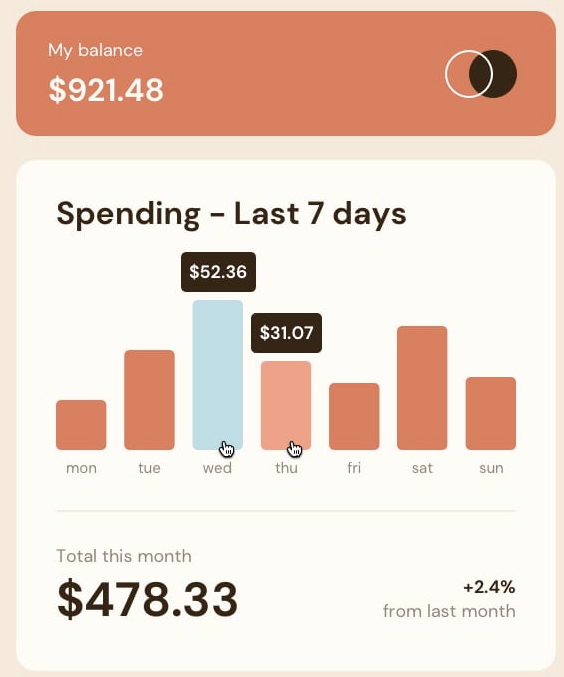 My balance
$921.48
Spending – Last 7 days
$52.36
$31.07
mon tue wed thu fri sat sun
Total this month
$478.33
+2.4%
from last month